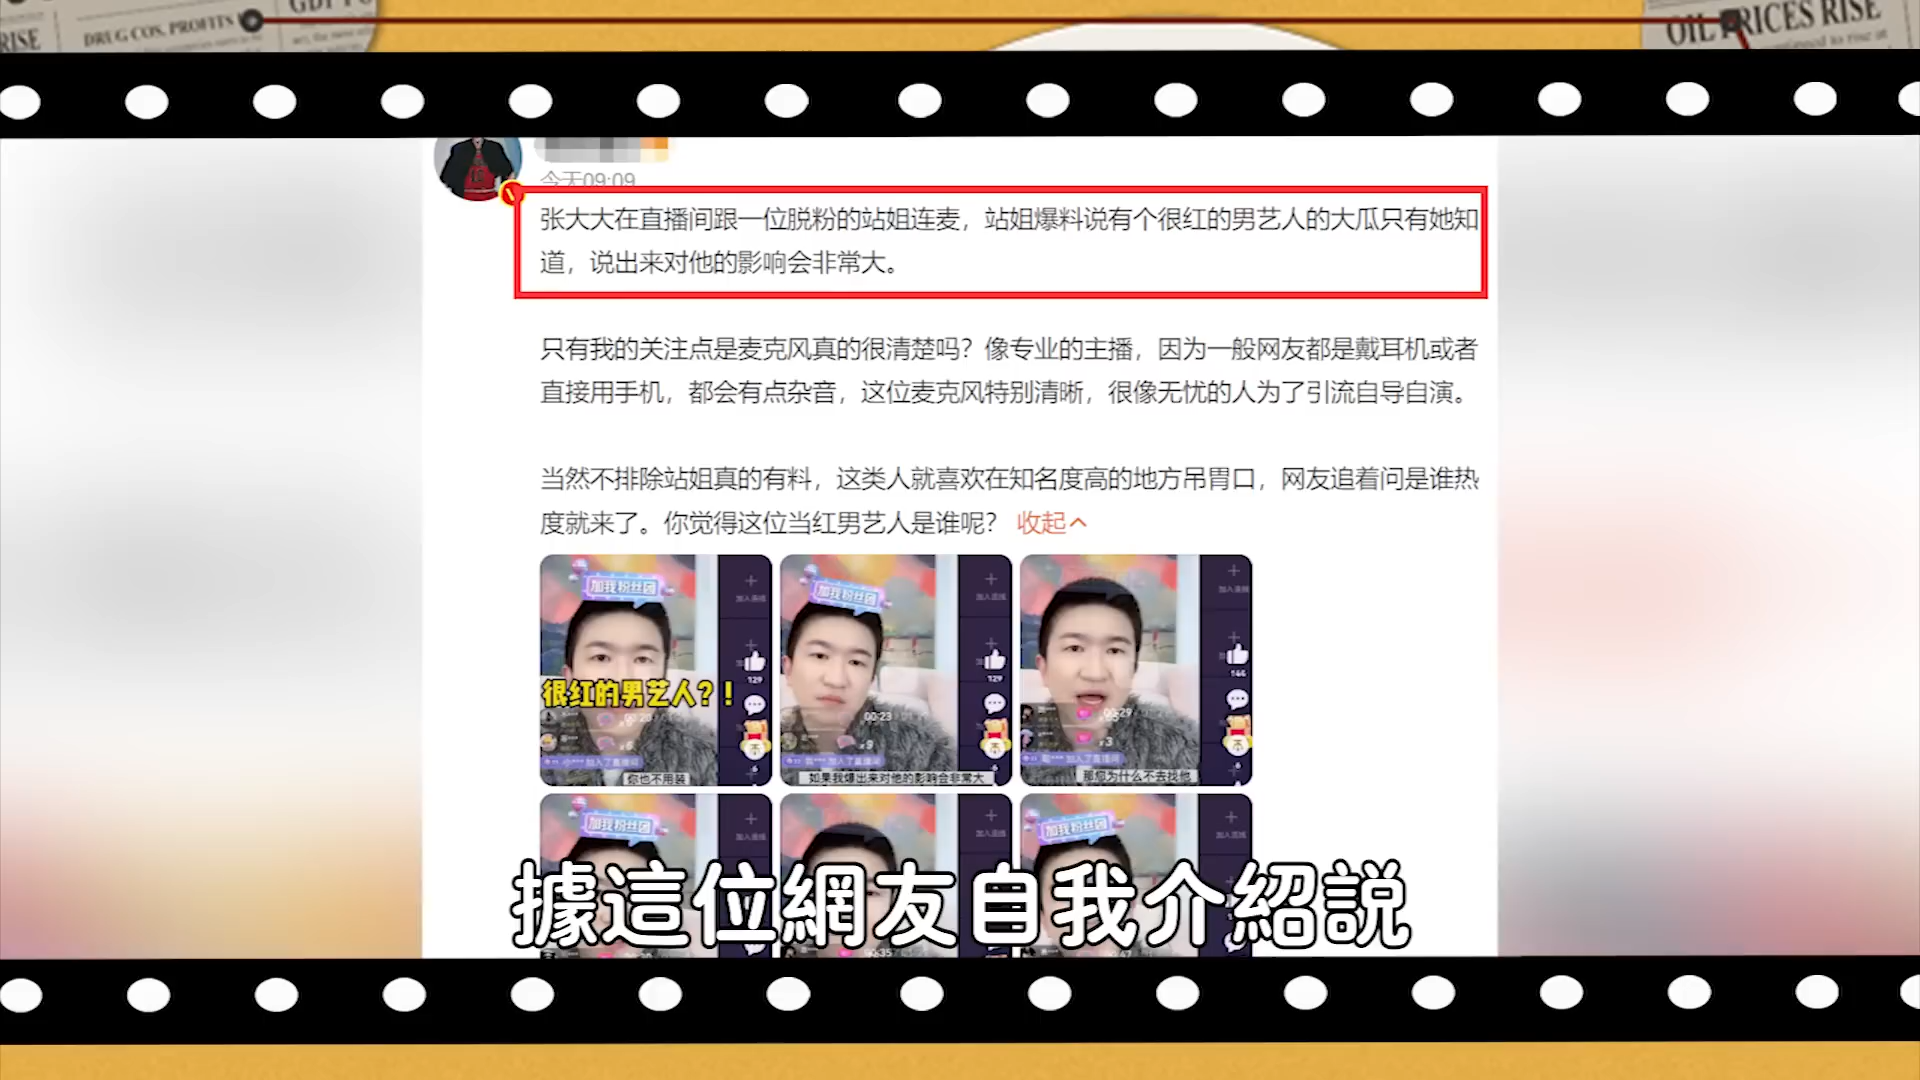 RISE
DRUG COS. PROFITS
OIL PRICES RISE
今天09:09
张大大在直播间跟一位脱粉的站姐连麦，站姐爆料说有个很红的男艺人的大瓜只有她知
道，说出来对他的影响会非常大。
只有我的关注点是麦克风真的很清楚吗？像专业的主播，因为一般网友都是戴耳机或者
直接用手机，都会有点杂音，这位麦克风特别清晰，很像无忧的人为了引流自导自演。
当然不排除站姐真的有料，这类人就喜欢在知名度高的地方吊胃口，网友追着问是谁热
度就来了。你觉得这位当红男艺人是谁呢？ 收起
加我粉丝团
很红的男艺人？！
129
你也不用装
加我粉丝团
129
00:23
如果我爆出来对他的影响会非常大
00:29
那您为什么不去找他
加我粉丝团
加我粉丝团
據這位網友自我介紹説